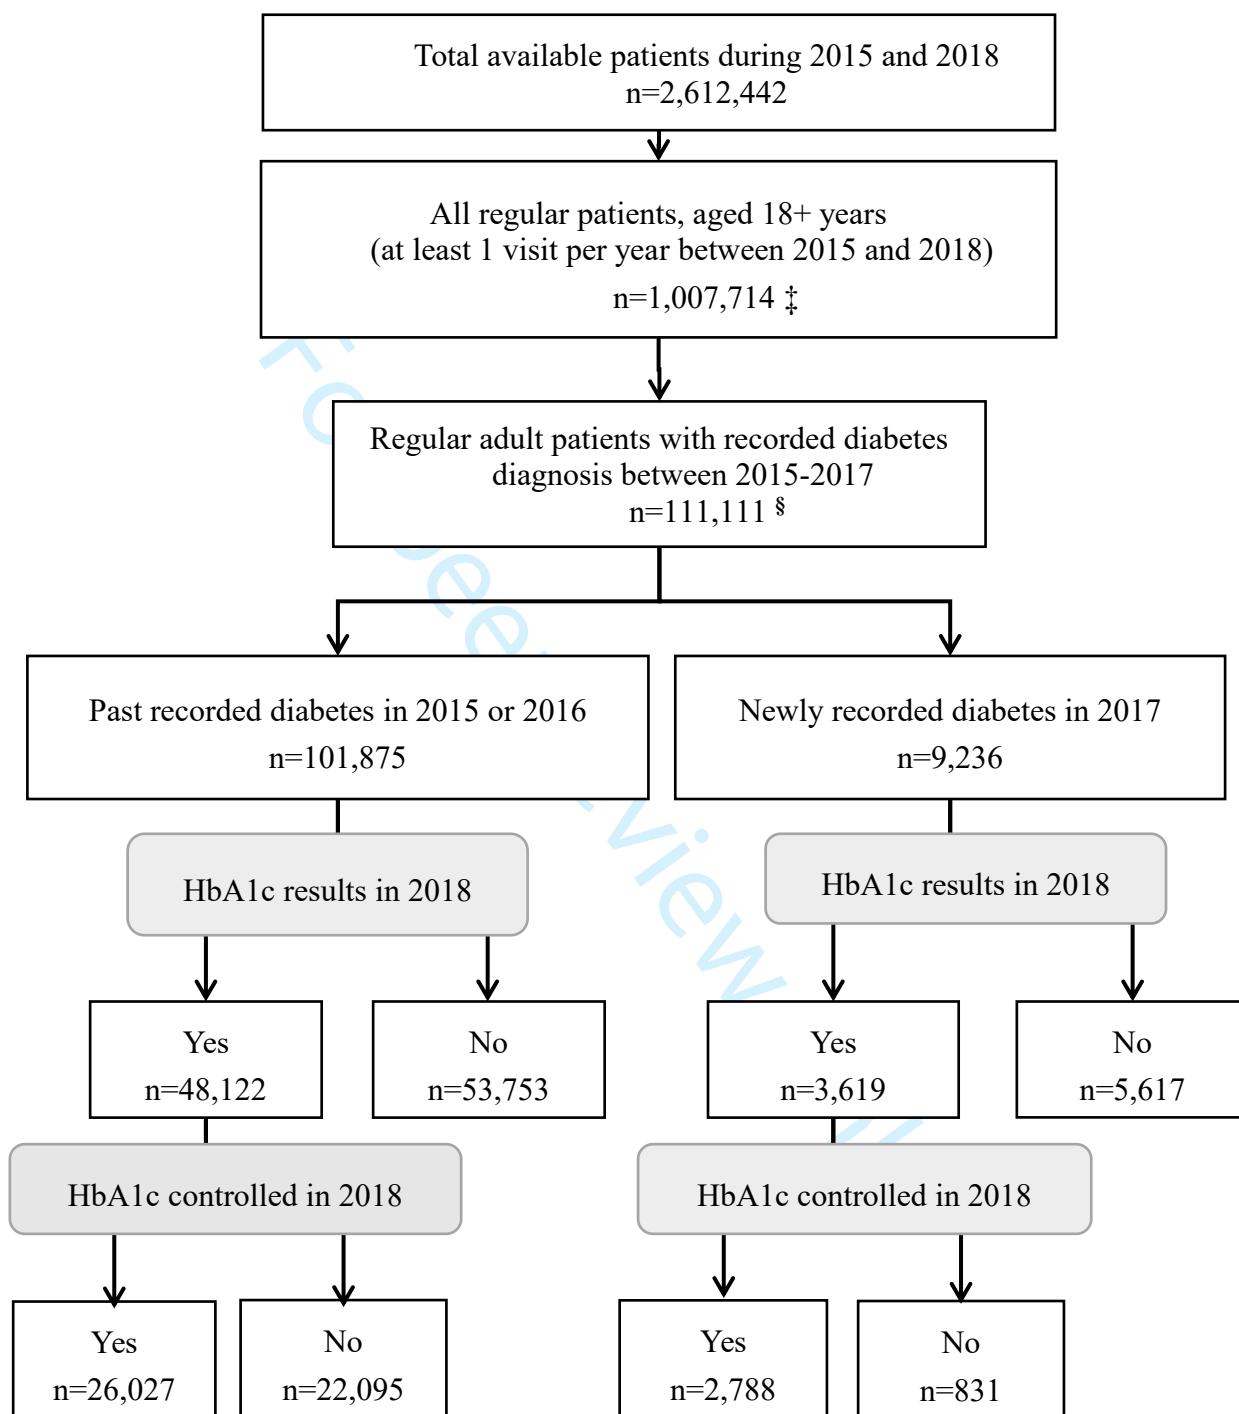 Total available patients during 2015 and 2018
n=2,612,442
All regular patients, aged 18+ years
(at least 1 visit per year between 2015 and 2018)
n=1,007,714 ‡
Regular adult patients with recorded diabetes
diagnosis between 2015-2017
n=111,111 §
Past recorded diabetes in 2015 or 2016
n=101,875
Newly recorded diabetes in 2017
n=9,236
HbA1c results in 2018
HbA1c results in 2018
Yes
n=48,122
No
n=53,753
Yes
n=3,619
No
n=5,617
HbA1c controlled in 2018
HbA1c controlled in 2018
Yes
n=26,027
No
n=22,095
Yes
n=2,788
No
n=831